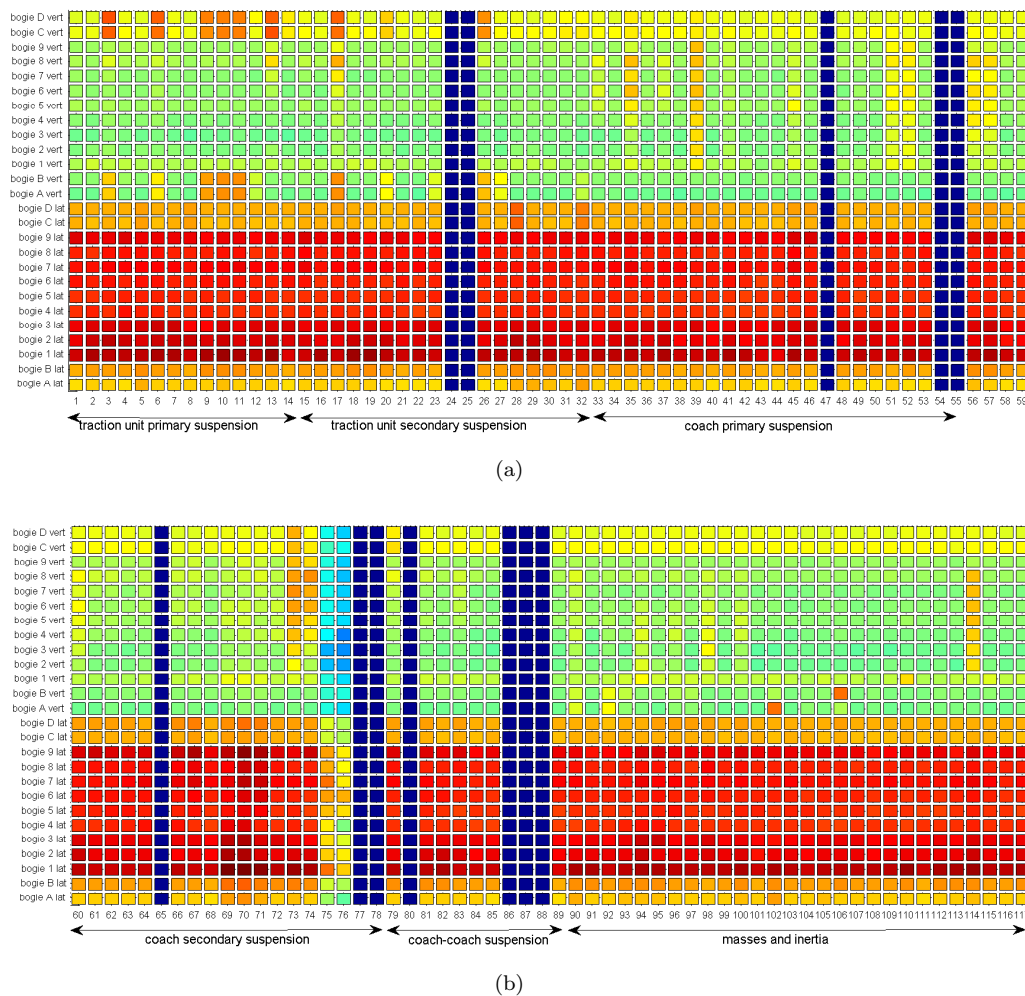 bogie D vert
bogie C vert
bogie 9 vert
bogie 8 vert
bogie 7 vert
bogie 6 vert
bogie 5 vert
bogie 4 vert
bogie 3 vert
bogie 2 vert
bogie 1 vert
bogie B vert
bogie A vert
bogie D lat
bogie C lat
bogie 9 lat
bogie 8 lat
bogie 7 lat
bogie 6 lat
bogie 5 lat
bogie 4 lat
bogie 3 lat
bogie 2 lat
bogie 1 lat
bogie B lat
bogie A lat
1 2 3 4 5 6 7 8 9 10 11 12 13 14 15 16 17 18 19 20 21 22 23 24 25 26 27 28 29 30 31 32 33 34 35 36 37 38 39 40 41 42 43 44 45 46 47 48 49 50 51 52 53 54 55 56 57 58 59
traction unit primary suspension traction unit secondary suspension coach primary suspension
(a)
bogie D vert
bogie C vert
bogie 9 vert
bogie 8 vert
bogie 7 vert
bogie 6 vert
bogie 5 vert
bogie 4 vert
bogie 3 vert
bogie 2 vert
bogie 1 vert
bogie B vert
bogie A vert
bogie D lat
bogie C lat
bogie 9 lat
bogie 8 lat
bogie 7 lat
bogie 6 lat
bogie 5 lat
bogie 4 lat
bogie 3 lat
bogie 2 lat
bogie 1 lat
bogie B lat
bogie A lat
60 61 62 63 64 65 66 67 68 69 70 71 72 73 74 75 76 77 78 79 80 81 82 83 84 85 86 87 88 89 90 91 92 93 94 95 96 97 98 99 100 101 102 103 104 105 106 107 108 109 110 111 112 113 114 115 116
coach secondary suspension coach-coach suspension masses and inertia
(b)